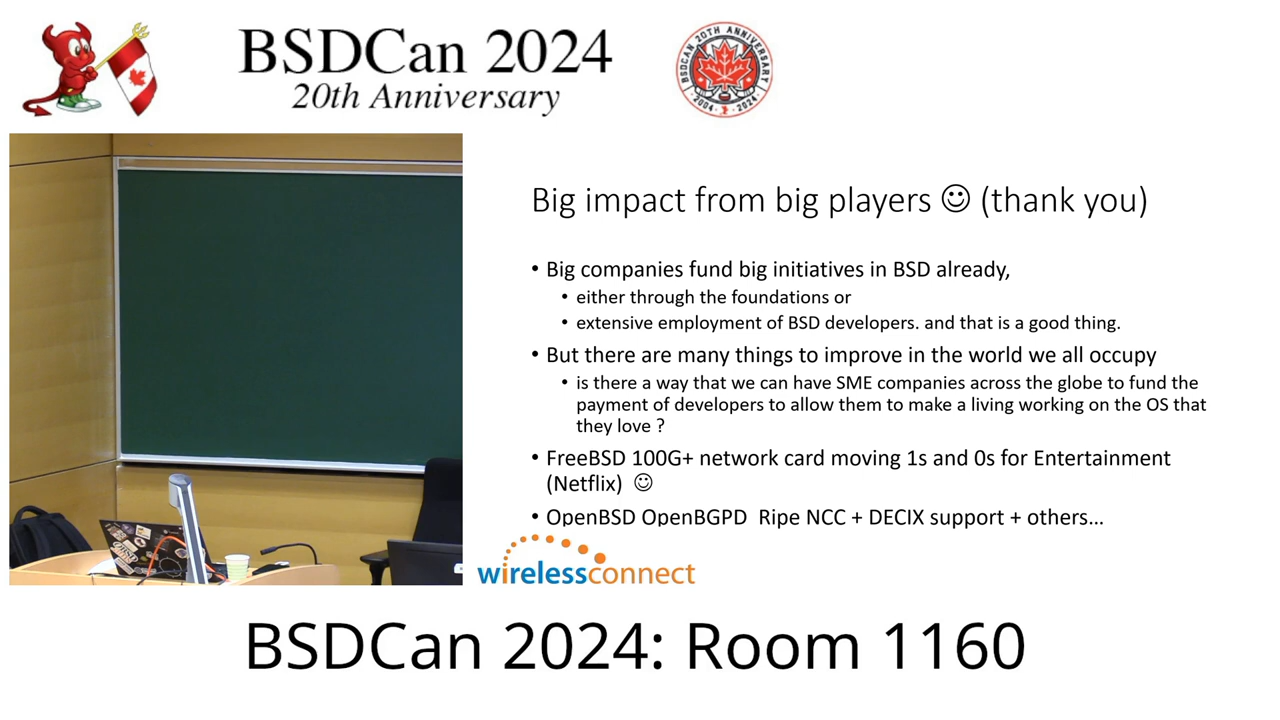 BSDCan 2024
20th Anniversary
BSDCAN 20TH ANNIVERSARY
2004 - 2024
Big impact from big players ☺ (thank you)
• Big companies fund big initiatives in BSD already,
• either through the foundations or
• extensive employment of BSD developers. and that is a good thing.
• But there are many things to improve in the world we all occupy
• is there a way that we can have SME companies across the globe to fund the
payment of developers to allow them to make a living working on the OS that
they love ?
• FreeBSD 100G+ network card moving 1s and 0s for Entertainment
(Netflix) ☺
• OpenBSD OpenBGPD Ripe NCC + DECIX support + others...
wirelessconnect
BSDCan 2024: Room 1160